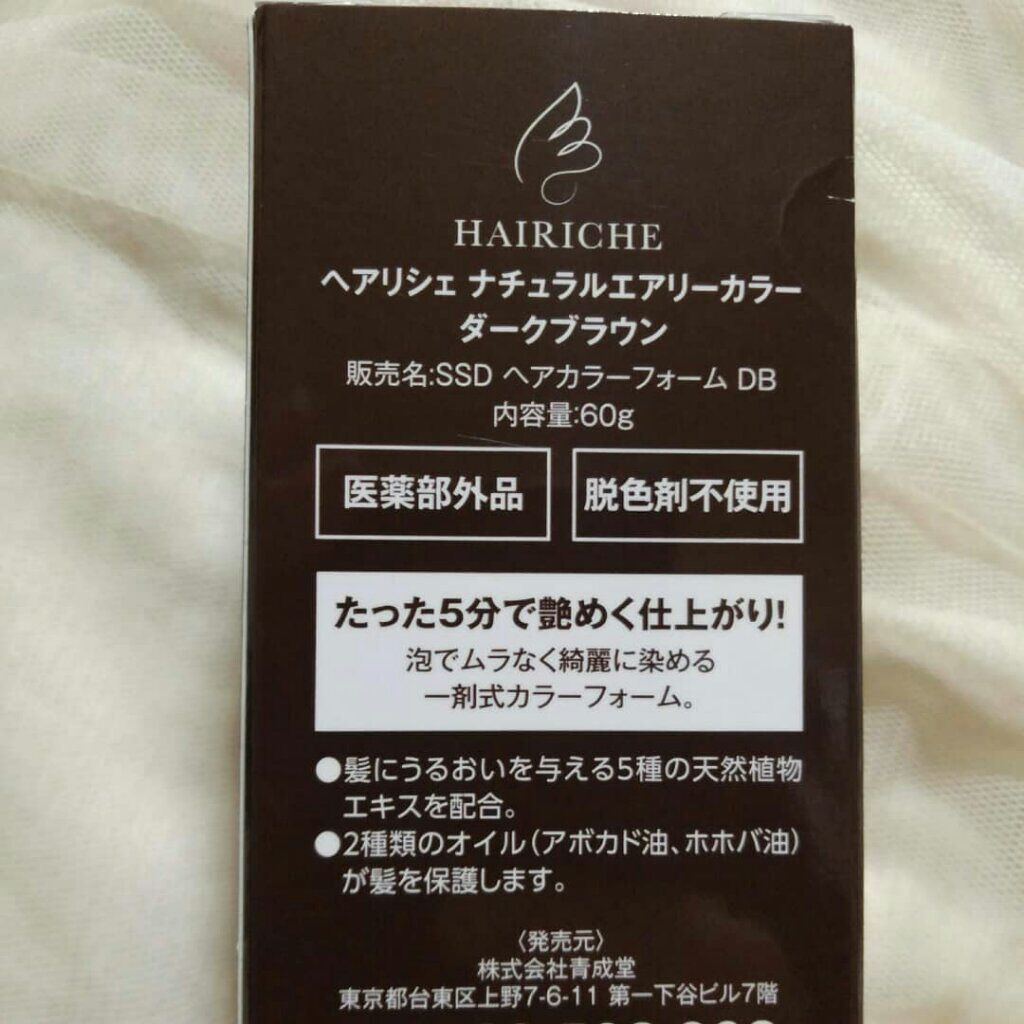 HAIRICHE
ヘアリシェ ナチュラルエアリーカラー
ダークブラウン
販売名:SSD ヘアカラーフォーム DB
内容量:60g
医薬部外品 脱色剤不使用
たった5分で艶めく仕上がり!
泡でムラなく綺麗に染める
一剤式カラーフォーム。
●髪にうるおいを与える5種の天然植物
エキスを配合。
●2種類のオイル(アボカド油、ホホバ油)
が髪を保護します。
〈発売元〉
株式会社青成堂
東京都台東区上野7-6-11 第一下谷ビル7階